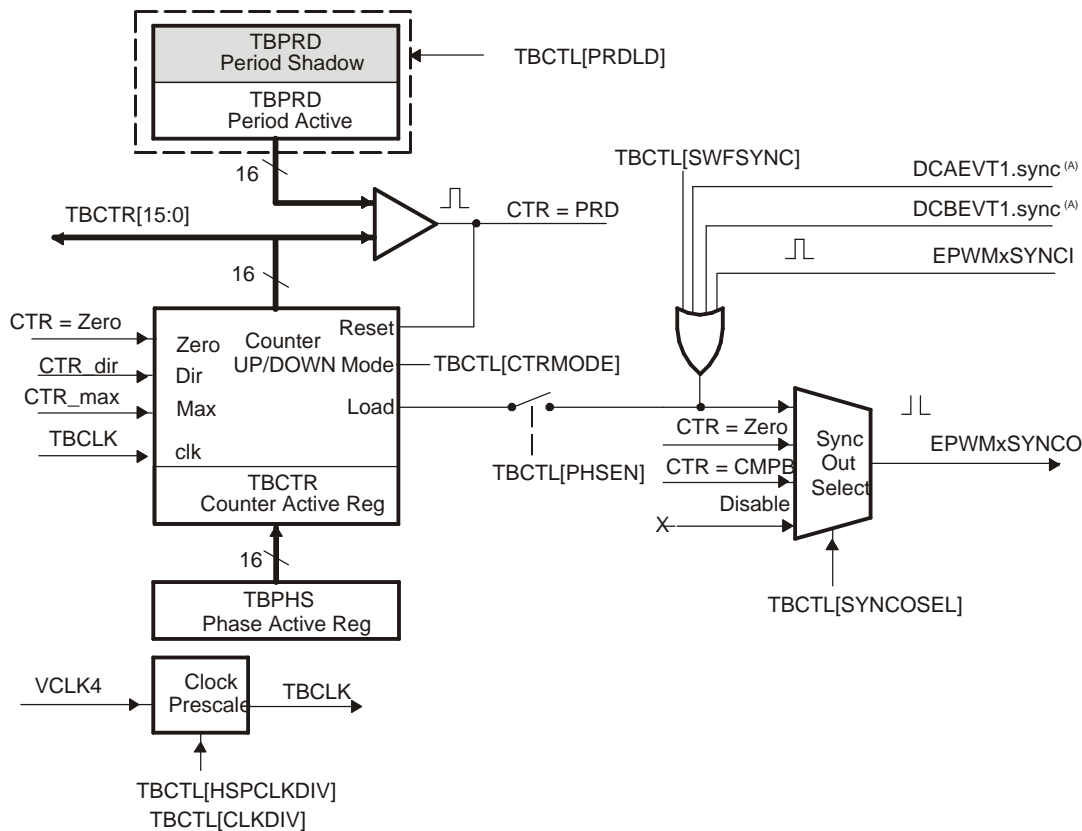 TBPRD
Period Shadow
TBCTL[PRDLD]
TBPRD
Period Active
16
TBCTL[SWFSYNC]
DCAEVT1.sync (A)
DCBEVT1.sync (A)
TBCTR[15:0]
CTR = PRD
EPWMxSYNCI
16
CTR = Zero
Zero
Counter
UP/DOWN
Reset
CTR_dir
Dir
Mode
TBCTL[CTRMODE]
CTR_max
Max
Load
TBCLK
clk
TBCTL[PHSEN]
CTR = Zero
CTR = CMPB
Disable
X
Sync
Out
Select
EPWMxSYNCO
TBCTR
Counter Active Reg
16
TBCTL[SYNCOSEL]
TBPHS
Phase Active Reg
VCLK4
Clock
Prescale
TBCLK
TBCTL[HSPCLKDIV]
TBCTL[CLKDIV]